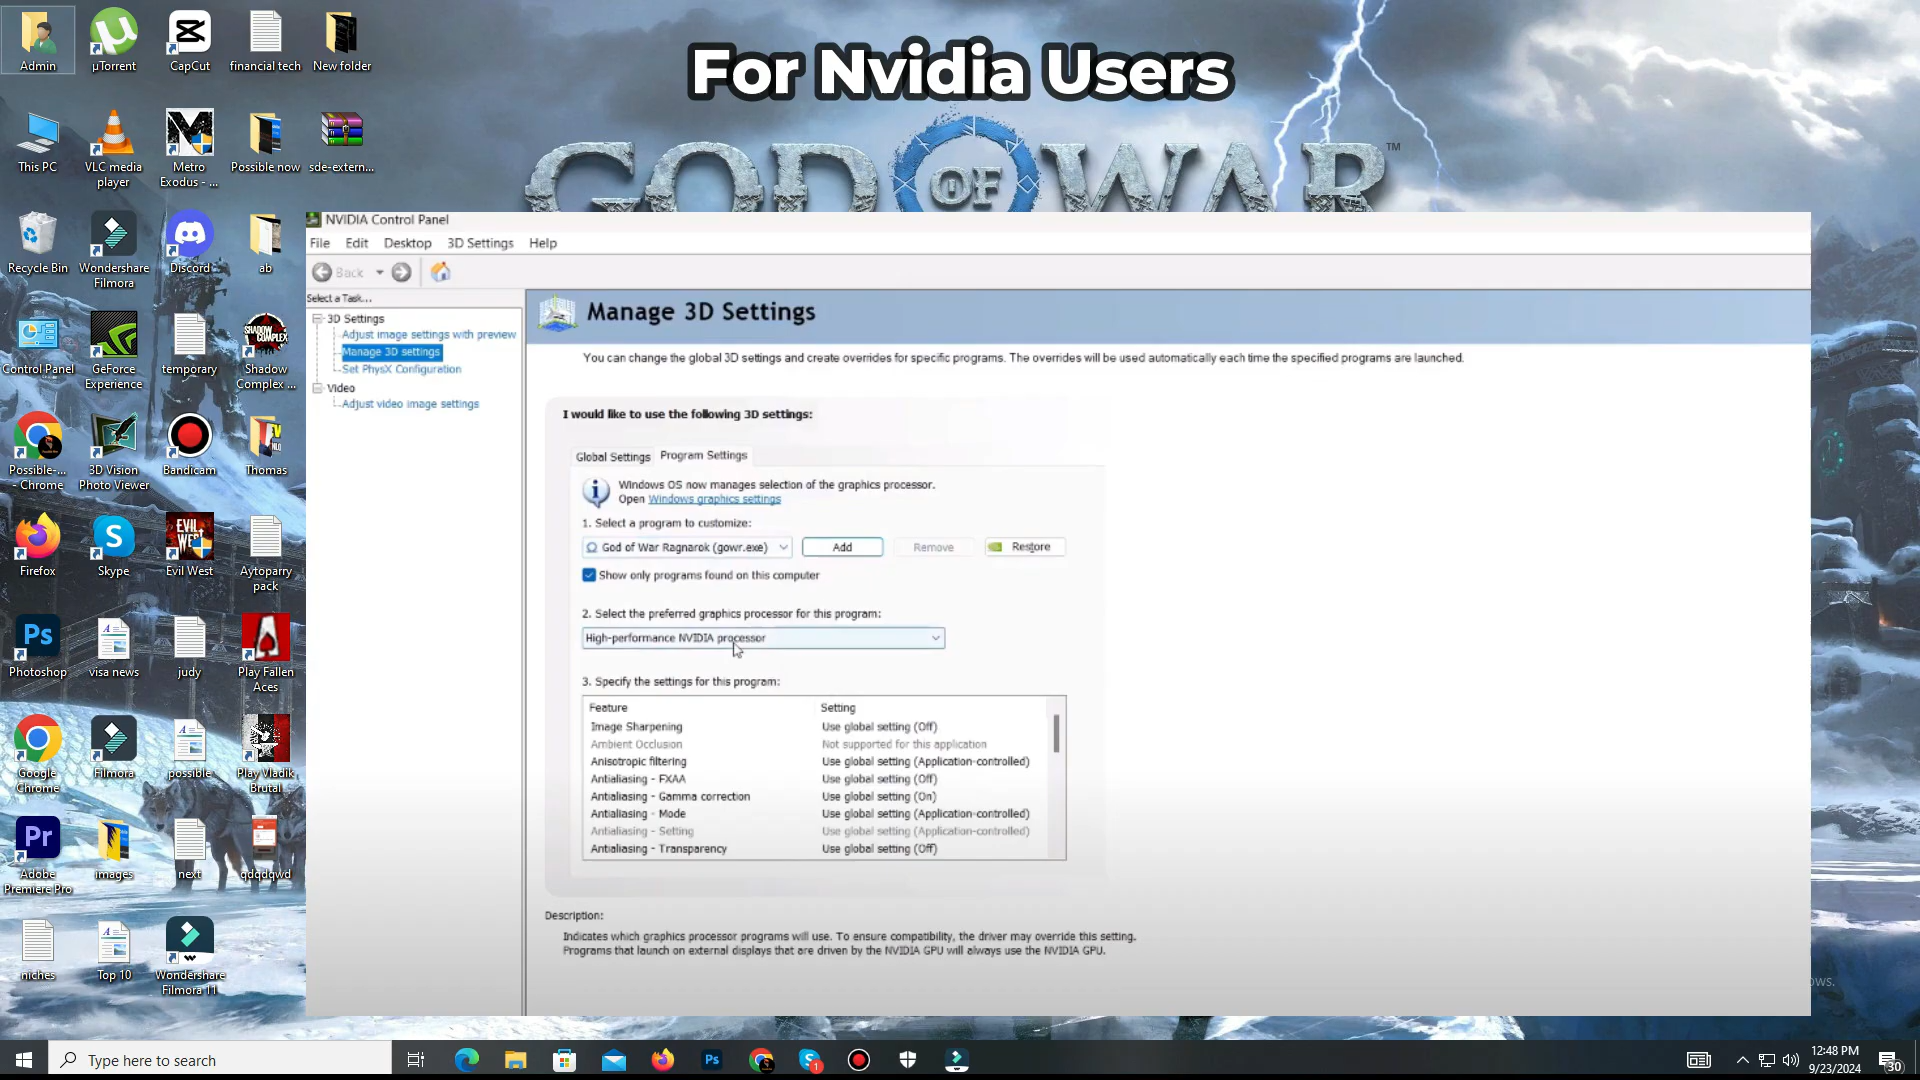 For Nvidia Users
GOD OF WAR
TM
Admin
µTorrent
CapCut
financial tech
New folder
This PC
VLC media
player
Metro
Exodus - ...
Possible now
sde-extern...
Recycle Bin
Wondershare
Filmora
Discord
ab
Control Panel
GeForce
Experience
temporary
Shadow
Complex ...
Possible-...
- Chrome
3D Vision
Photo Viewer
Bandicam
Thomas
Firefox
Skype
EVIL
WEST
Evil West
Aytoparry
pack
Ps
Photoshop
visa news
judy
Play Fallen
Aces
Google
Chrome
Filmora
possible
Play Vladik
Brutal
Pr
Adobe
Premiere Pro
images
next
qdqdqwd
niches
Top 10
Wondershare
Filmora 11
NVIDIA Control Panel
File Edit Desktop 3D Settings Help
Back
Select a Task...
3D Settings
Adjust image settings with preview
Manage 3D settings
Set PhysX Configuration
Video
Adjust video image settings
Manage 3D Settings
You can change the global 3D settings and create overrides for specific programs. The overrides will be used automatically each time the specified programs are launched.
I would like to use the following 3D settings:
Global Settings Program Settings
Windows OS now manages selection of the graphics processor.
Open Windows graphics settings
1. Select a program to customize:
God of War Ragnarok (gowr.exe) Add Remove Restore
Show only programs found on this computer
2. Select the preferred graphics processor for this program:
High-performance NVIDIA processor
3. Specify the settings for this program:
Feature Setting
Image Sharpening Use global setting (Off)
Ambient Occlusion Not supported for this application
Anisotropic filtering Use global setting (Application-controlled)
Antialiasing - FXAA Use global setting (Off)
Antialiasing - Gamma correction Use global setting (On)
Antialiasing - Mode Use global setting (Application-controlled)
Antialiasing - Setting Use global setting (Application-controlled)
Antialiasing - Transparency Use global setting (Off)
Description:
Indicates which graphics processor programs will use. To ensure compatibility, the driver may override this setting.
Programs that launch on external displays that are driven by the NVIDIA GPU will always use the NVIDIA GPU.
ows.
Type here to search
Ps
1
12:48 PM
9/23/2024
30